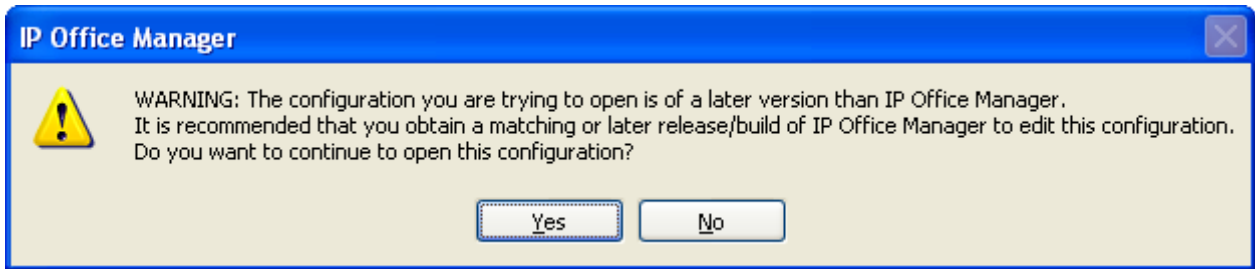 IP Office Manager
WARNING: The configuration you are trying to open is of a later version than IP Office Manager.
It is recommended that you obtain a matching or later release/build of IP Office Manager to edit this configuration.
Do you want to continue to open this configuration?
Yes No